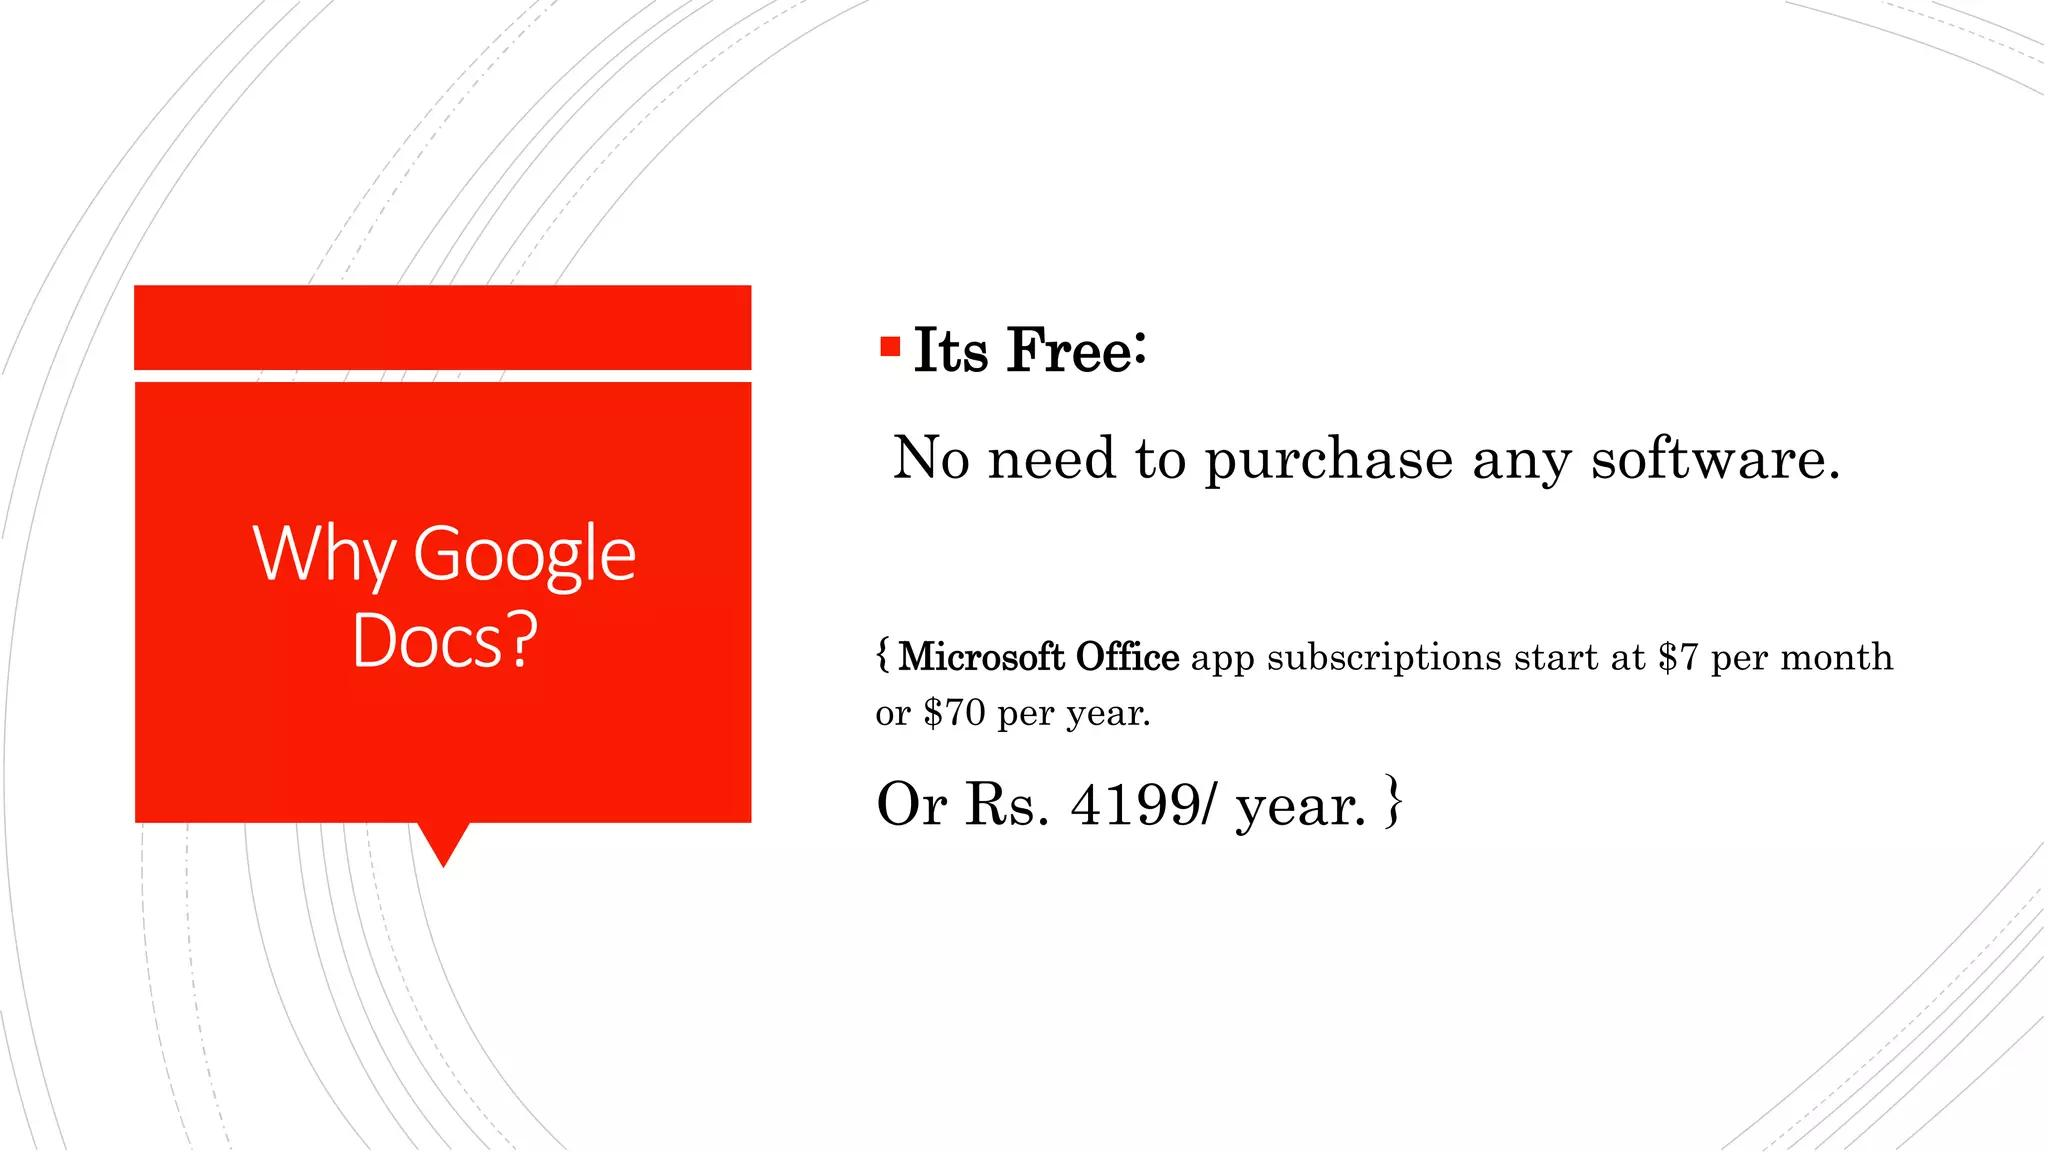 Why Google
Docs?
Its Free:
No need to purchase any software.
{ Microsoft Office app subscriptions start at $7 per month
or $70 per year.
Or Rs. 4199/ year. }